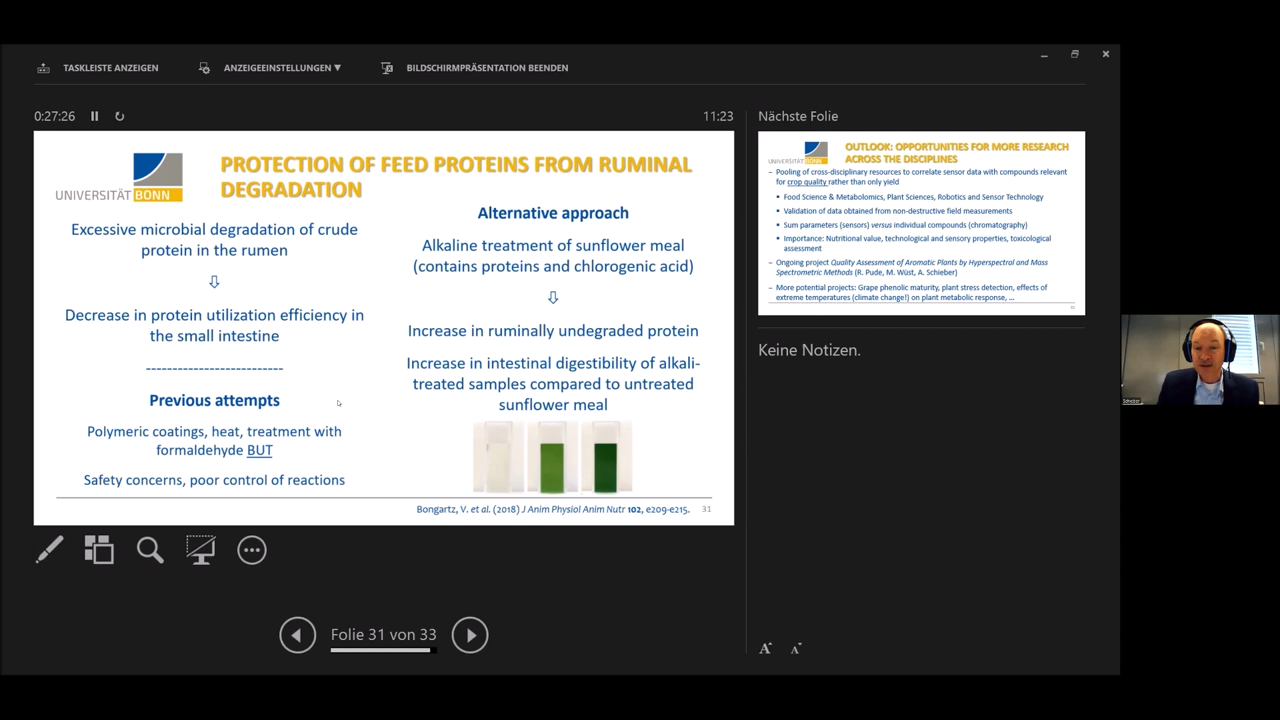 TASKLEISTE ANZEIGEN
ANZEIGEEINSTELLUNGEN ▼
BILDSCHIRMPRÄSENTATION BEENDEN
0:27:26
11:23
UNIVERSITÄT BONN
PROTECTION OF FEED PROTEINS FROM RUMINAL
DEGRADATION
Excessive microbial degradation of crude
protein in the rumen
⇩
Decrease in protein utilization efficiency in
the small intestine
--------------------------
Previous attempts
Polymeric coatings, heat, treatment with
formaldehyde BUT
Safety concerns, poor control of reactions
Alternative approach
Alkaline treatment of sunflower meal
(contains proteins and chlorogenic acid)
⇩
Increase in ruminally undegraded protein
Increase in intestinal digestibility of alkali-
treated samples compared to untreated
sunflower meal
Bongartz, V. et al. (2018) J Anim Physiol Anim Nutr 102, e209-e215.
31
Folie 31 von 33
Nächste Folie
UNIVERSITÄT BONN
OUTLOOK: OPPORTUNITIES FOR MORE RESEARCH
ACROSS THE DISCIPLINES
– Pooling of cross-disciplinary resources to correlate sensor data with compounds relevant
for crop quality rather than only yield
▪ Food Science & Metabolomics, Plant Sciences, Robotics and Sensor Technology
▪ Validation of data obtained from non-destructive field measurements
▪ Sum parameters (sensors) versus individual compounds (chromatography)
▪ Importance: Nutritional value, technological and sensory properties, toxicological
assessment
– Ongoing project Quality Assessment of Aromatic Plants by Hyperspectral and Mass
Spectrometric Methods (R. Pude, M. Wüst, A. Schieber)
– More potential projects: Grape phenolic maturity, plant stress detection, effects of
extreme temperatures (climate change!) on plant metabolic response, ...
Keine Notizen.
A A
Schieber